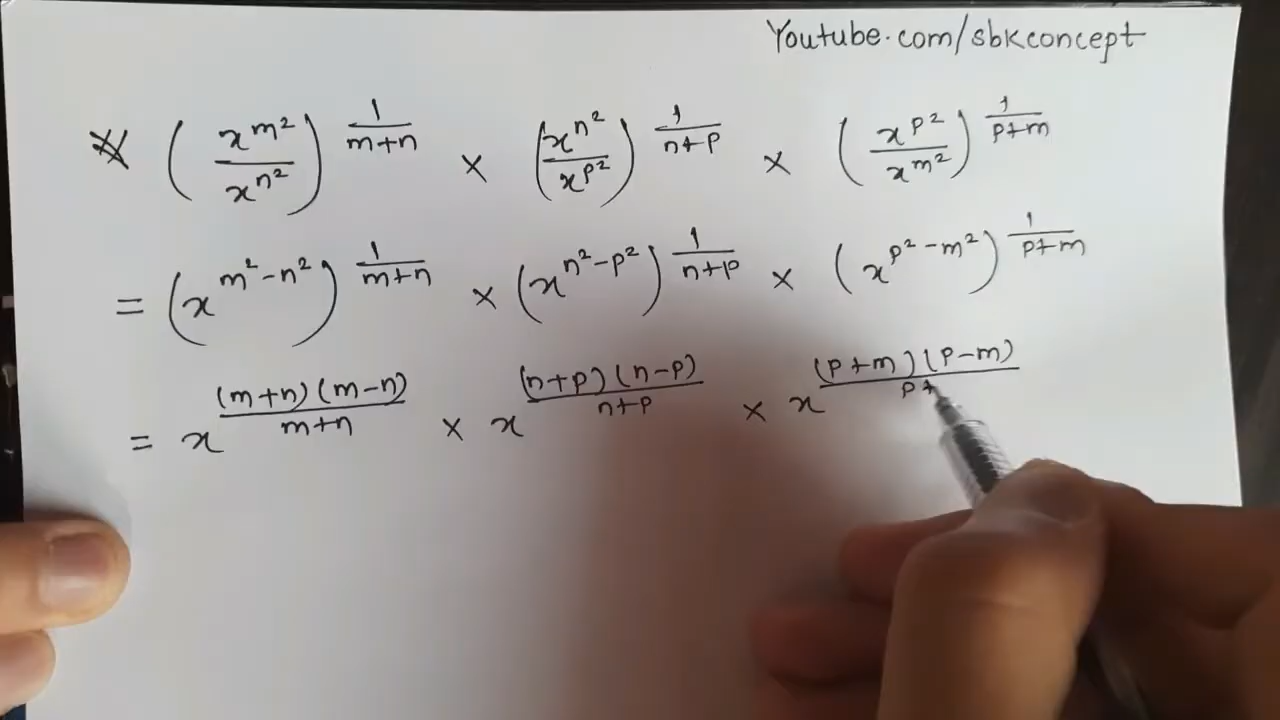 Youtube.com/sbkconcept
※ (x^m² / x^n²)^(1/(m+n)) × (x^n² / x^p²)^(1/(n+p)) × (x^p² / x^m²)^(1/(p+m))
= (x^(m²-n²))^(1/(m+n)) × (x^(n²-p²))^(1/(n+p)) × (x^(p²-m²))^(1/(p+m))
= x^((m+n)(m-n)/(m+n)) × x^((n+p)(n-p)/(n+p)) × x^((p+m)(p-m)/(p+